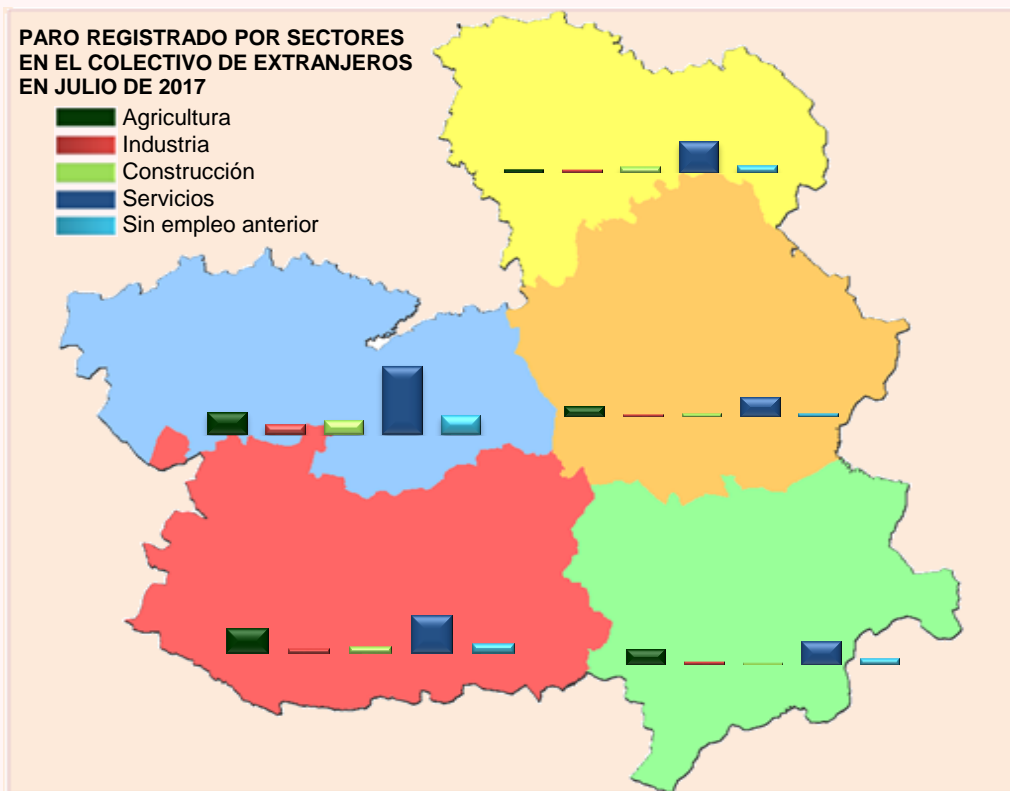 PARO REGISTRADO POR SECTORES
EN EL COLECTIVO DE EXTRANJEROS
EN JULIO DE 2017
Agricultura
Industria
Construcción
Servicios
Sin empleo anterior